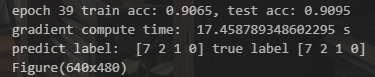 epoch 39 train acc: 0.9065, test acc: 0.9095
gradient compute time:  17.458789348602295 s
predict label:  [7 2 1 0] true label [7 2 1 0]
Figure(640x480)